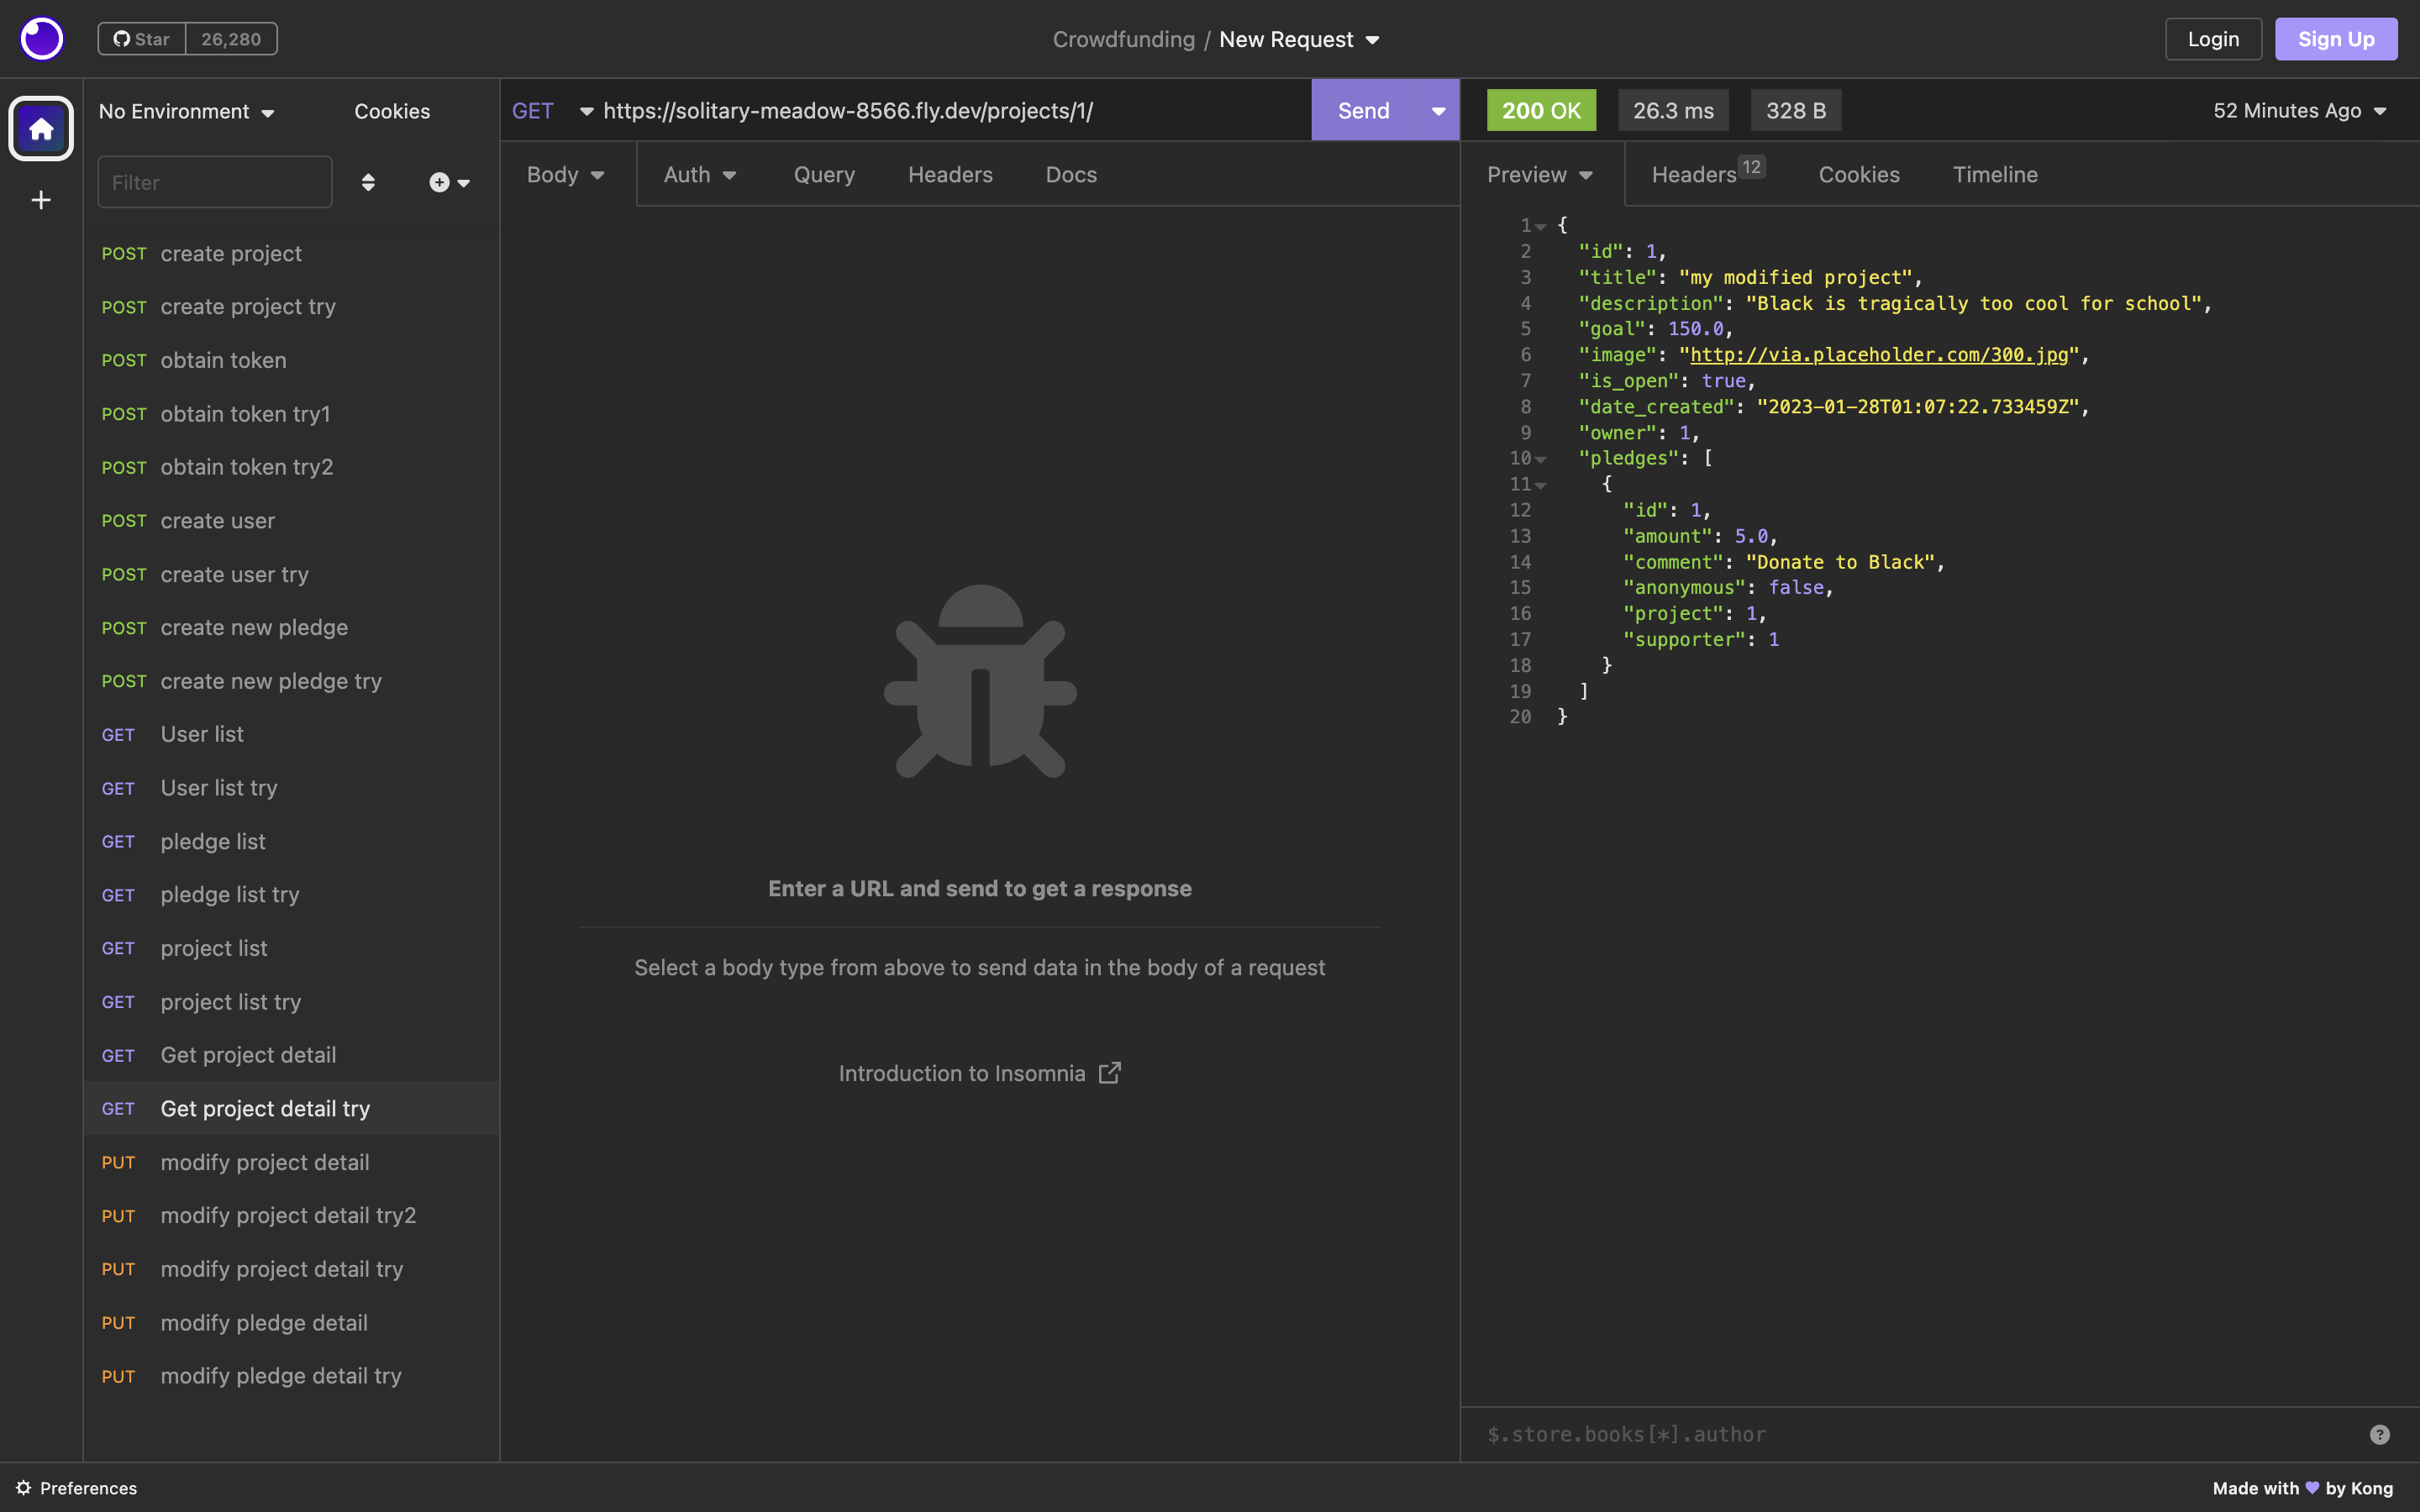 Star 26,280
Crowdfunding / New Request
Login
Sign Up
No Environment
Cookies
Filter
POST create project
POST create project try
POST obtain token
POST obtain token try1
POST obtain token try2
POST create user
POST create user try
POST create new pledge
POST create new pledge try
GET User list
GET User list try
GET pledge list
GET pledge list try
GET project list
GET project list try
GET Get project detail
GET Get project detail try
PUT modify project detail
PUT modify project detail try2
PUT modify project detail try
PUT modify pledge detail
PUT modify pledge detail try
GET https://solitary-meadow-8566.fly.dev/projects/1/ Send
Body Auth Query Headers Docs
Enter a URL and send to get a response
Select a body type from above to send data in the body of a request
Introduction to Insomnia
200 OK 26.3 ms 328 B 52 Minutes Ago
Preview Headers 12 Cookies Timeline
1 {
2 "id": 1,
3 "title": "my modified project",
4 "description": "Black is tragically too cool for school",
5 "goal": 150.0,
6 "image": "http://via.placeholder.com/300.jpg",
7 "is_open": true,
8 "date_created": "2023-01-28T01:07:22.733459Z",
9 "owner": 1,
10 "pledges": [
11 {
12 "id": 1,
13 "amount": 5.0,
14 "comment": "Donate to Black",
15 "anonymous": false,
16 "project": 1,
17 "supporter": 1
18 }
19 ]
20 }
$.store.books[*].author
?
Preferences
Made with 💜 by Kong